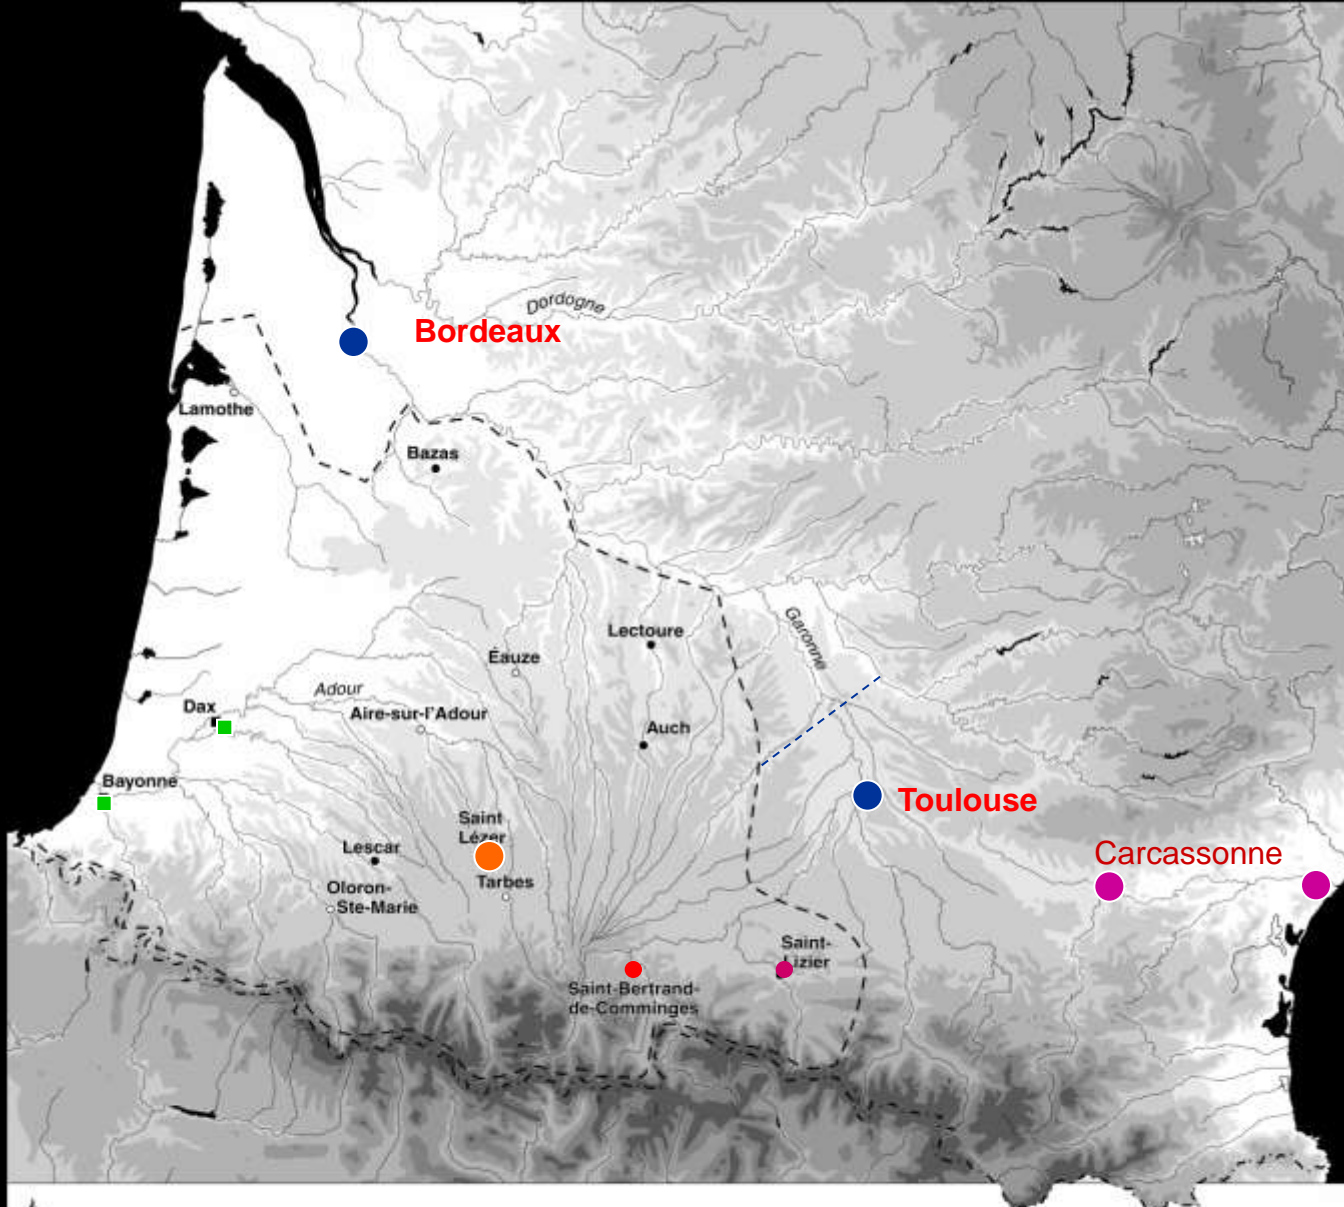 Dordogne
Bordeaux
Lamothe
Bazas
Garonne
Lectoure
Éauze
Adour
Dax
Aire-sur-l'Adour
Auch
Bayonne
Toulouse
Saint
Lézer
Lescar
Carcassonne
Tarbes
Oloron-
Ste-Marie
Saint-
Lizier
Saint-Bertrand-
de-Comminges